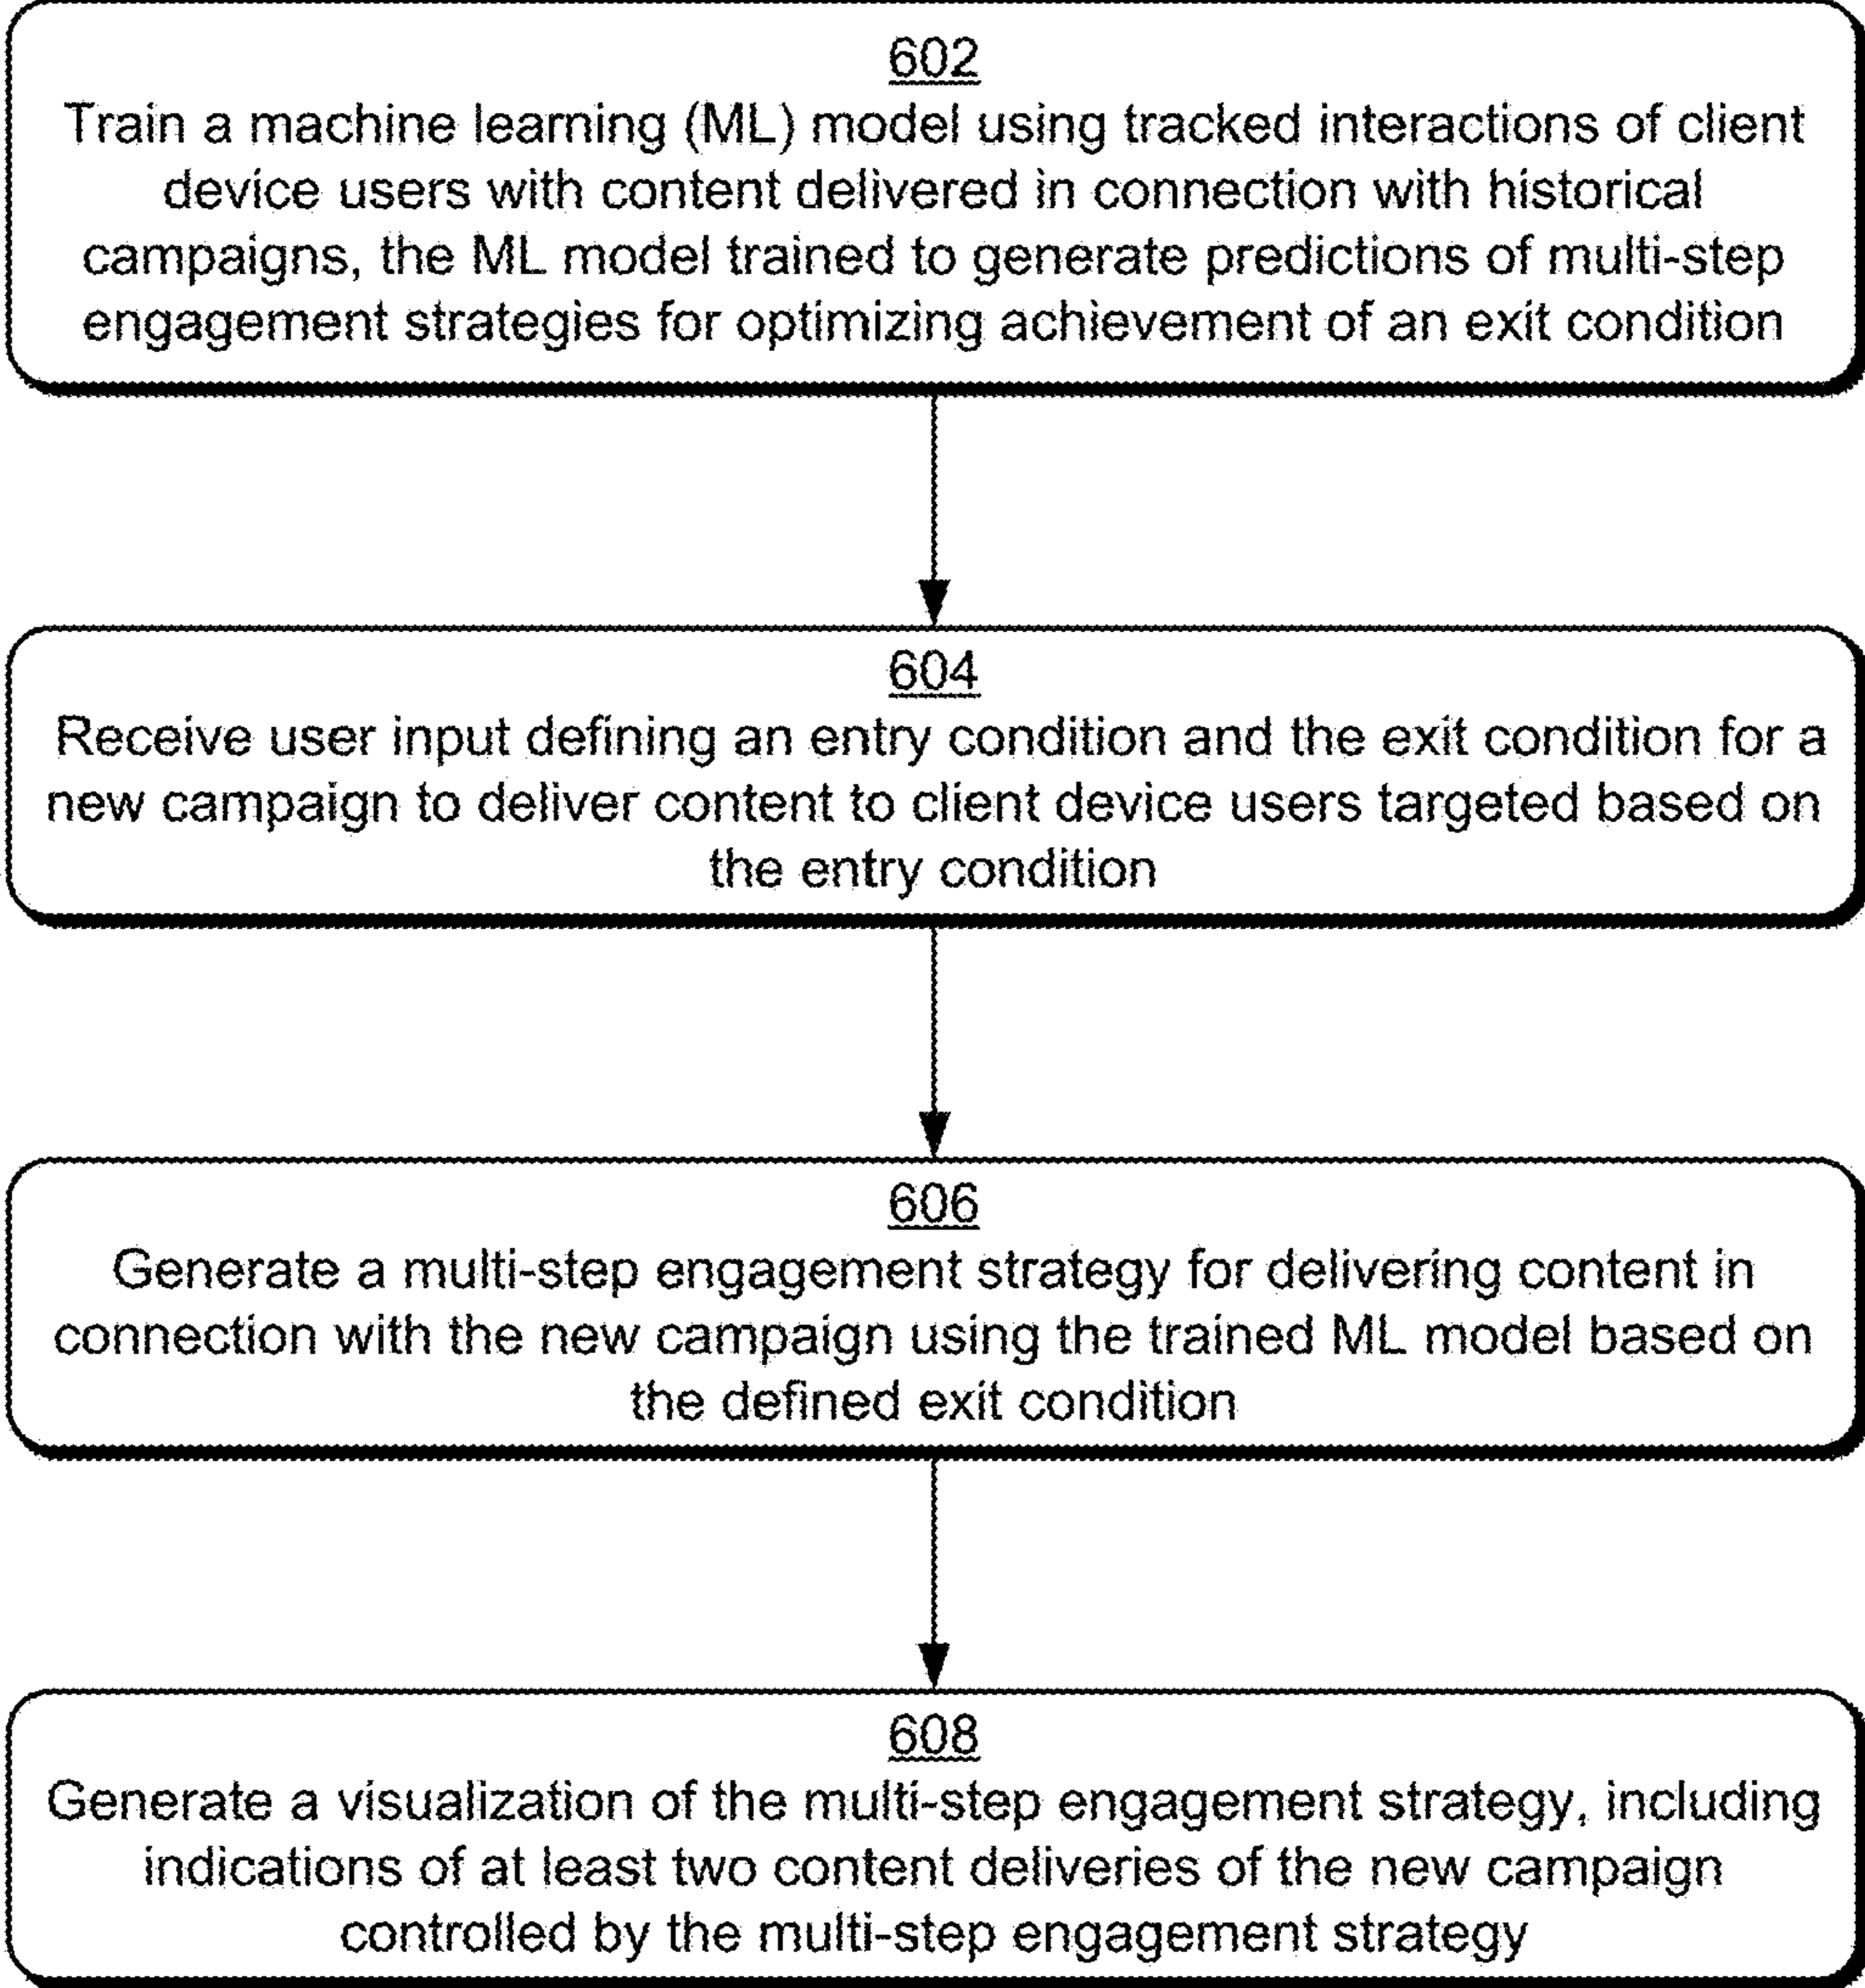 602
Train a machine learning (ML) model using tracked interactions of client
device users with content delivered in connection with historical
campaigns, the ML model trained to generate predictions of multi-step
engagement strategies for optimizing achievement of an exit condition
604
Receive user input defining an entry condition and the exit condition for a
new campaign to deliver content to client device users targeted based on
the entry condition
606
Generate a multi-step engagement strategy for delivering content in
connection with the new campaign using the trained ML model based on
the defined exit condition
608
Generate a visualization of the multi-step engagement strategy, including
indications of at least two content deliveries of the new campaign
controlled by the multi-step engagement strategy